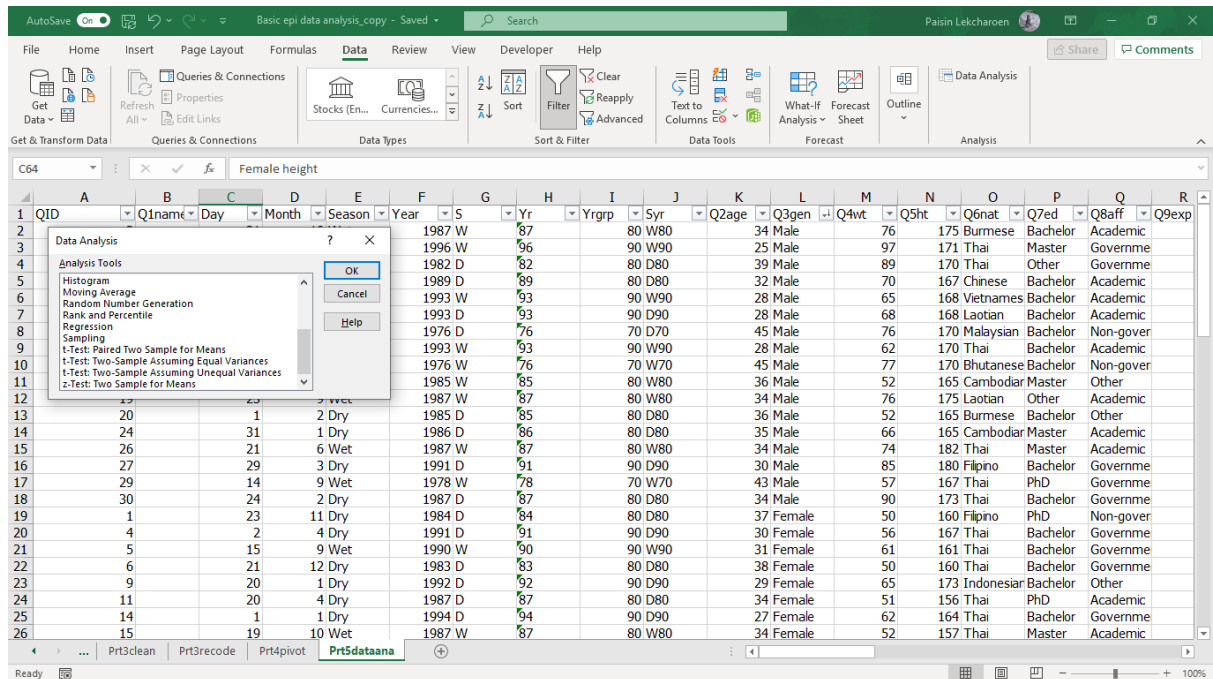 AutoSave On Basic epi data analysis_copy - Saved Search Paisin Lekcharoen
File Home Insert Page Layout Formulas Data Review View Developer Help Share Comments
Get Data Refresh All Queries & Connections Properties Edit Links Stocks (En... Currencies... Sort Filter Clear Reapply Advanced Text to Columns What-If Analysis Forecast Sheet Outline Data Analysis
Get & Transform Data Queries & Connections Data Types Sort & Filter Data Tools Forecast Analysis
C64 fx Female height
A B C D E F G H I J K L M N O P Q R
1 QID Q1name Day Month Season Year S Yr Yrgrp Syr Q2age Q3gen Q4wt Q5ht Q6nat Q7ed Q8aff Q9exp
2 1987 W 87 80 W80 34 Male 76 175 Burmese Bachelor Academic
3 1996 W 96 90 W90 25 Male 97 171 Thai Master Governme
4 1982 D 82 80 D80 39 Male 89 170 Thai Other Governme
5 1989 D 89 80 D80 32 Male 70 167 Chinese Bachelor Academic
6 1993 W 93 90 W90 28 Male 65 168 Vietnames Bachelor Academic
7 1993 D 93 90 D90 28 Male 68 168 Laotian Bachelor Academic
8 1976 D 76 70 D70 45 Male 76 170 Malaysian Bachelor Non-gover
9 1993 W 93 90 W90 28 Male 62 170 Thai Bachelor Academic
10 1976 W 76 70 W70 45 Male 77 170 Bhutanese Bachelor Non-gover
11 1985 W 85 80 W80 36 Male 52 165 Cambodian Master Other
12 1987 W 87 80 W80 34 Male 76 175 Laotian Other Academic
Data Analysis ? ×
Analysis Tools
Histogram
Moving Average
Random Number Generation
Rank and Percentile
Regression
Sampling
t-Test: Paired Two Sample for Means
t-Test: Two-Sample Assuming Equal Variances
t-Test: Two-Sample Assuming Unequal Variances
z-Test: Two Sample for Means
OK
Cancel
Help
13 20 1 2 Dry 1985 D 85 80 D80 36 Male 52 165 Burmese Bachelor Other
14 24 31 1 Dry 1986 D 86 80 D80 35 Male 66 165 Cambodian Master Academic
15 26 21 6 Wet 1987 W 87 80 W80 34 Male 74 182 Thai Master Academic
16 27 29 3 Dry 1991 D 91 90 D90 30 Male 85 180 Filipino Bachelor Governme
17 29 14 9 Wet 1978 W 78 70 W70 43 Male 57 167 Thai PhD Governme
18 30 24 2 Dry 1987 D 87 80 D80 34 Male 90 173 Thai Bachelor Governme
19 1 23 11 Dry 1984 D 84 80 D80 37 Female 50 160 Filipino PhD Non-gover
20 4 2 4 Dry 1991 D 91 90 D90 30 Female 56 167 Thai Bachelor Governme
21 5 15 9 Wet 1990 W 90 90 W90 31 Female 61 161 Thai Bachelor Governme
22 6 21 12 Dry 1983 D 83 80 D80 38 Female 50 160 Thai Bachelor Governme
23 9 20 1 Dry 1992 D 92 90 D90 29 Female 65 173 Indonesian Bachelor Other
24 11 20 4 Dry 1987 D 87 80 D80 34 Female 51 156 Thai PhD Academic
25 14 1 1 Dry 1994 D 94 90 D90 27 Female 62 164 Thai Bachelor Governme
26 15 19 10 Wet 1987 W 87 80 W80 34 Female 52 157 Thai Master Academic
... Prt3clean Prt3recode Prt4pivot Prt5dataana
Ready 100%